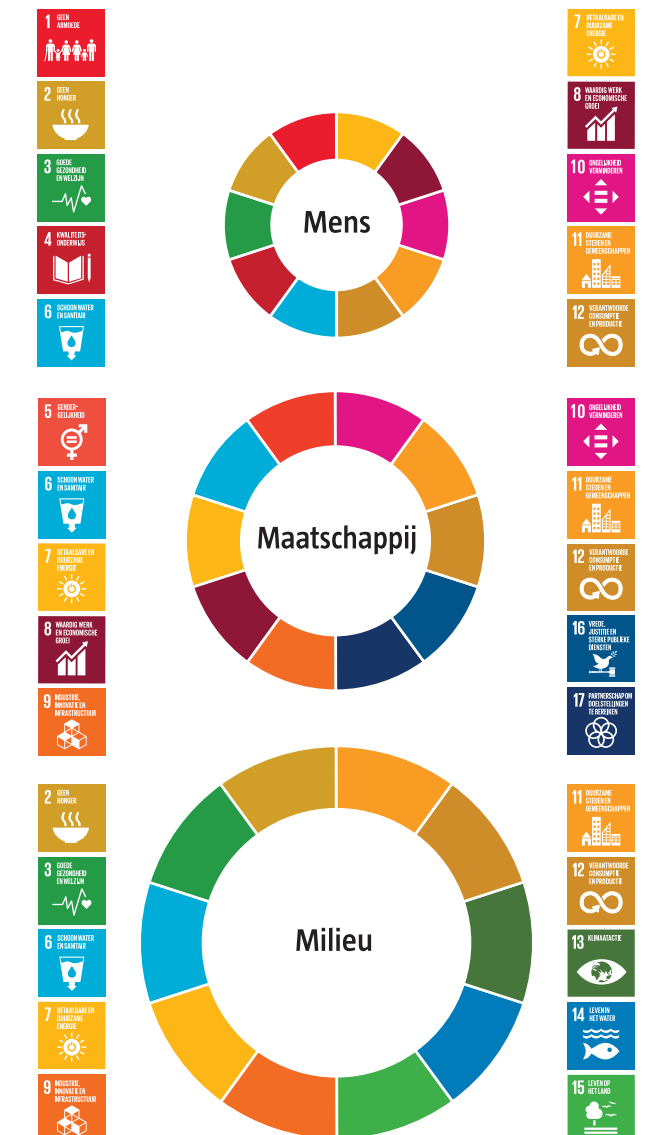 1 GEEN
ARMOEDE
2 GEEN
HONGER
3 GOEDE
GEZONDHEID
EN WELZIJN
4 KWALITEITS-
ONDERWIJS
6 SCHOON WATER
EN SANITAIR
Mens
7 BETAALBARE EN
DUURZAME
ENERGIE
8 WAARDIG WERK
EN ECONOMISCHE
GROEI
10 ONGELIJKHEID
VERMINDEREN
11 DUURZAME
STEDEN EN
GEMEENSCHAPPEN
12 VERANTWOORDE
CONSUMPTIE
EN PRODUCTIE
5 GENDER-
GELIJKHEID
6 SCHOON WATER
EN SANITAIR
7 BETAALBARE EN
DUURZAME
ENERGIE
8 WAARDIG WERK
EN ECONOMISCHE
GROEI
9 INDUSTRIE,
INNOVATIE EN
INFRASTRUCTUUR
Maatschappij
10 ONGELIJKHEID
VERMINDEREN
11 DUURZAME
STEDEN EN
GEMEENSCHAPPEN
12 VERANTWOORDE
CONSUMPTIE
EN PRODUCTIE
16 VREDE,
JUSTITIE EN
STERKE PUBLIEKE
DIENSTEN
17 PARTNERSCHAP OM
DOELSTELLINGEN
TE BEREIKEN
2 GEEN
HONGER
3 GOEDE
GEZONDHEID
EN WELZIJN
6 SCHOON WATER
EN SANITAIR
7 BETAALBARE EN
DUURZAME
ENERGIE
9 INDUSTRIE,
INNOVATIE EN
INFRASTRUCTUUR
Milieu
11 DUURZAME
STEDEN EN
GEMEENSCHAPPEN
12 VERANTWOORDE
CONSUMPTIE
EN PRODUCTIE
13 KLIMAATACTIE
14 LEVEN IN
HET WATER
15 LEVEN OP
HET LAND